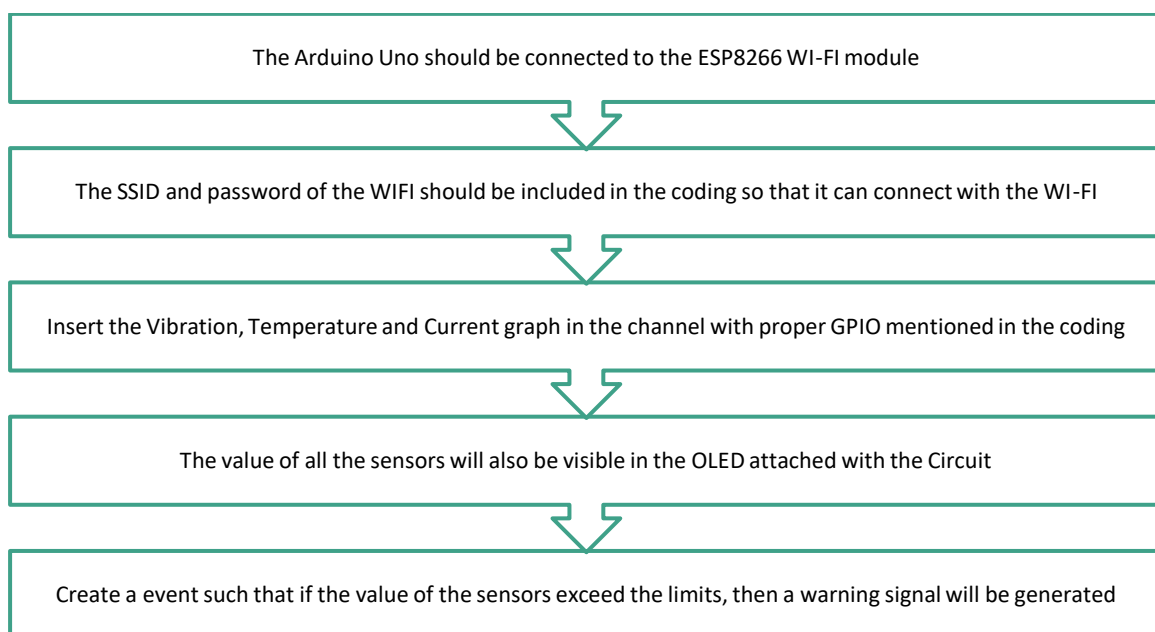 The Arduino Uno should be connected to the ESP8266 WI-FI module
The SSID and password of the WIFI should be included in the coding so that it can connect with the WI-FI
Insert the Vibration, Temperature and Current graph in the channel with proper GPIO mentioned in the coding
The value of all the sensors will also be visible in the OLED attached with the Circuit
Create a event such that if the value of the sensors exceed the limits, then a warning signal will be generated